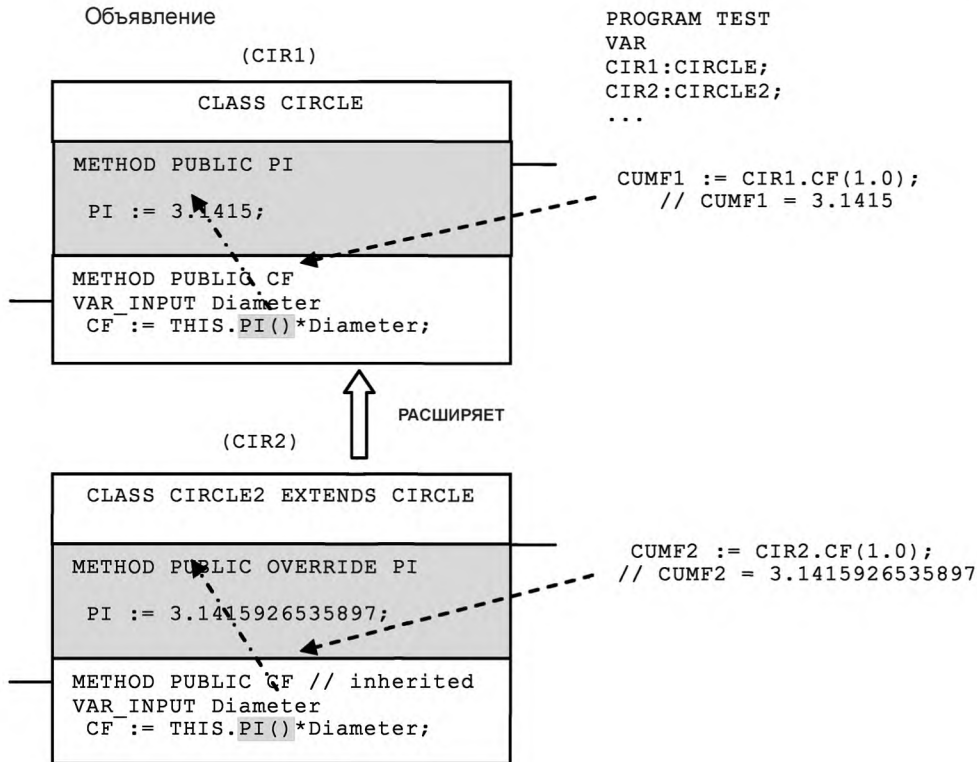 Объявление
(CIR1)
CLASS CIRCLE
METHOD PUBLIC PI
PI := 3.1415;
METHOD PUBLIC CF
VAR_INPUT Diameter
CF := THIS.PI()*Diameter;
PROGRAM TEST
VAR
CIR1:CIRCLE;
CIR2:CIRCLE2;
...
CUMF1 := CIR1.CF(1.0);
// CUMF1 = 3.1415
РАСШИРЯЕТ
(CIR2)
CLASS CIRCLE2 EXTENDS CIRCLE
METHOD PUBLIC OVERRIDE PI
PI := 3.1415926535897;
METHOD PUBLIC CF // inherited
VAR_INPUT Diameter
CF := THIS.PI()*Diameter;
CUMF2 := CIR2.CF(1.0);
// CUMF2 = 3.1415926535897